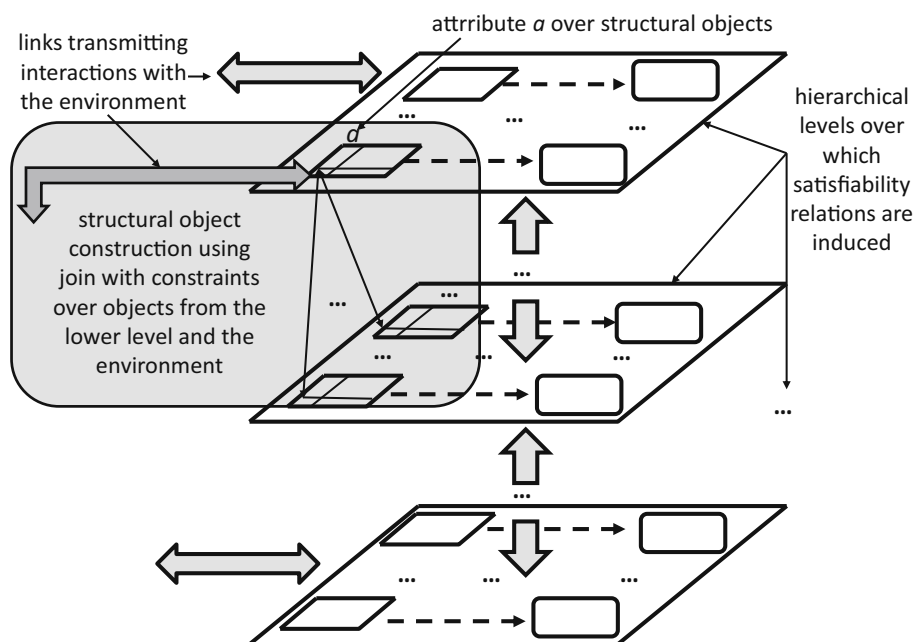 attrribute a over structural objects
links transmitting
interactions with
the environment
hierarchical
levels over
which
satisfiability
relations are
induced
...
...
...
a
structural object
construction using
join with constraints
over objects from the
lower level and the
environment
...
...
...
...
...
...
...
...
...
...
...